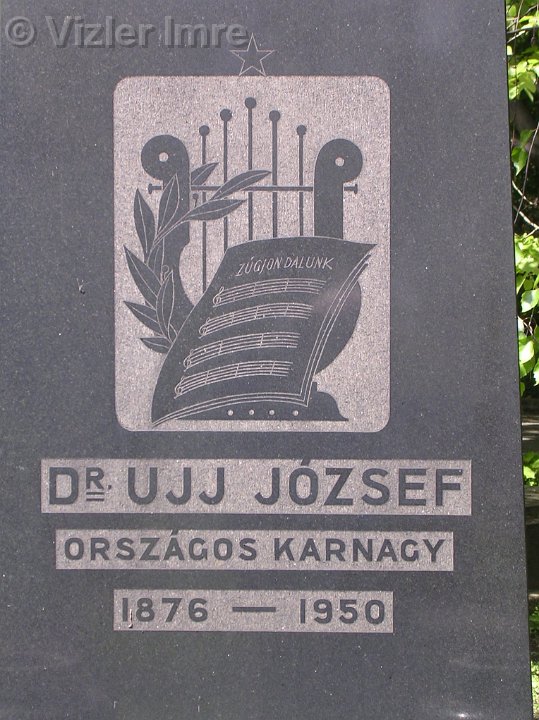 © Vizler Imre
ZÚGJON DALUNK
DR. UJJ JÓZSEF
ORSZÁGOS KARNAGY
1876 — 1950